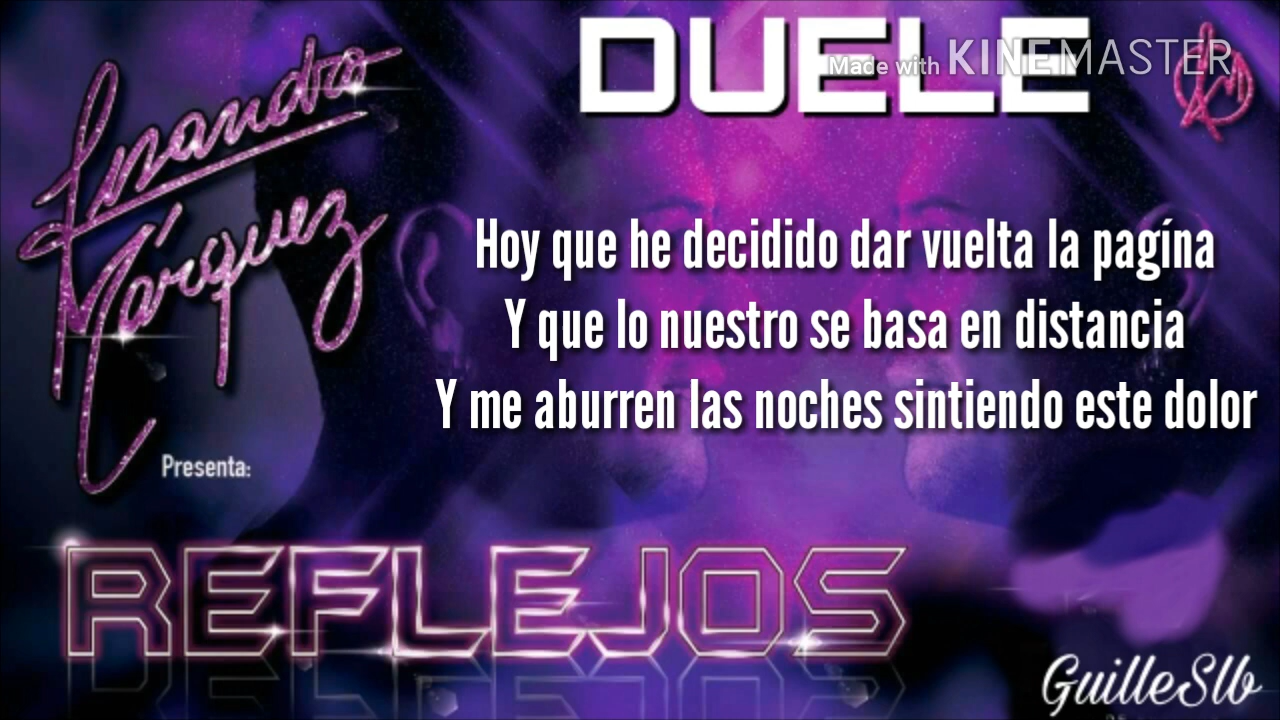 DUELE
Made with KINEMASTER
Lisandro
Márquez
Hoy que he decidido dar vuelta la pagína
Y que lo nuestro se basa en distancia
Y me aburren las noches sintiendo este dolor
Presenta:
REFLEJOS
GuilleSlb